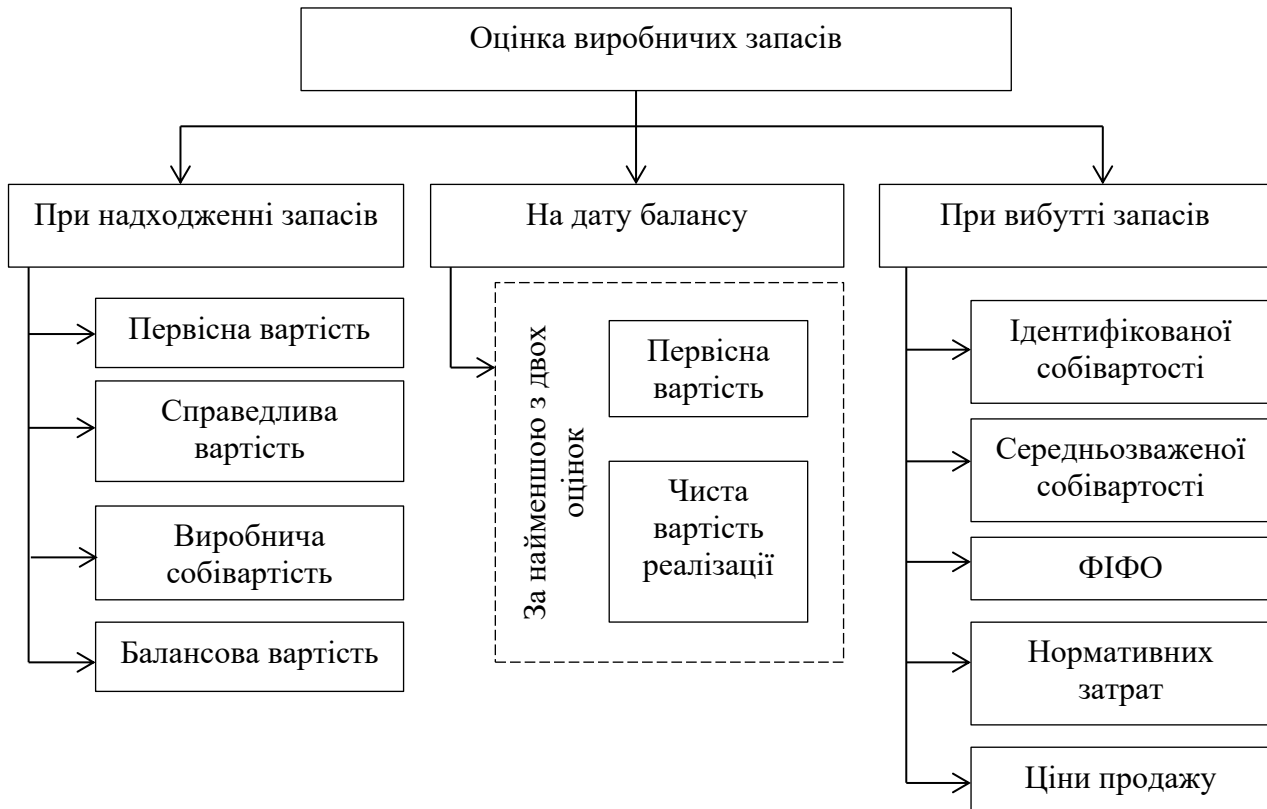 Оцінка виробничих запасів
При надходженні запасів
На дату балансу
При вибутті запасів
Первісна вартість
Справедлива
вартість
Виробнича
собівартість
Балансова вартість
За найменшою з двох
оцінок
Первісна
вартість
Чиста
вартість
реалізації
Ідентифікованої
собівартості
Середньозваженої
собівартості
ФІФО
Нормативних
затрат
Ціни продажу